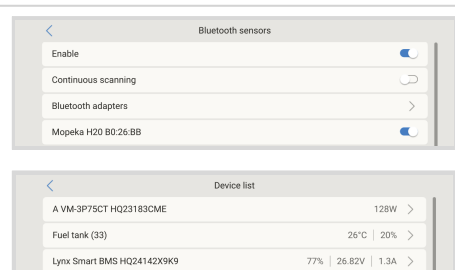 Bluetooth sensors
Enable
Continuous scanning
Bluetooth adapters
Mopeka H20 B0:26:BB
Device list
A VM-3P75CT HQ23183CME 128W
Fuel tank (33) 26°C 20%
Lynx Smart BMS HQ24142X9K9 77% 26.82V 1.3A